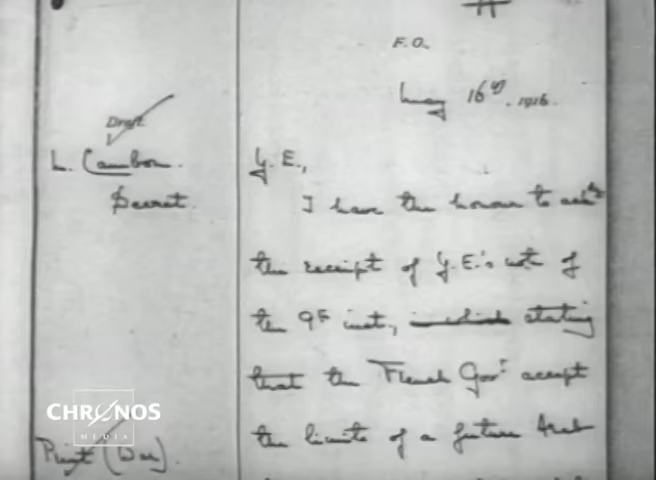 F.O.
May 16th. 1916.
Draft
L. Cambon.
Secret.
Y.E.,
I have the honour to ack
the receipt of Y.E.'s note of
the 9th inst, stating
that the French Govt accept
the limits of a future Arab
CHRONOS
MEDIA
Print (War).